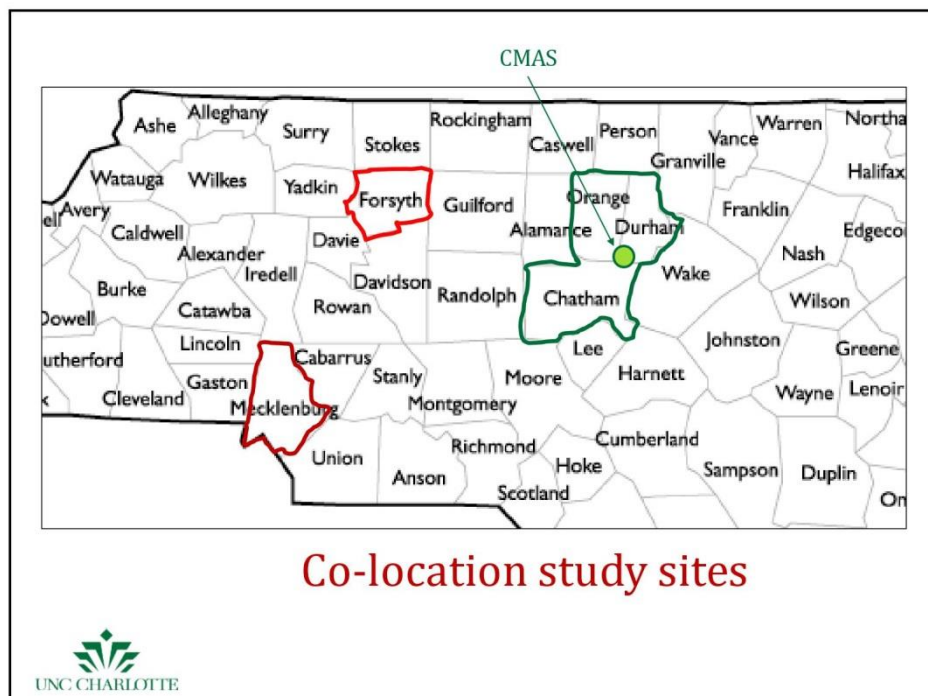 CMAS
Alleghany
Ashe
Surry
Stokes
Rockingham
Caswell
Person
Granville
Vance
Warren
Northa
Halifax
Watauga
Wilkes
Yadkin
Forsyth
Guilford
Orange
Durham
Alamance
Franklin
Edgeco
ell
Avery
Caldwell
Alexander
Iredell
Davie
Davidson
Randolph
Chatham
Wake
Nash
Wilson
Burke
Catawba
Rowan
Dowell
Lincoln
Cabarrus
Stanly
Moore
Lee
Johnston
Greene
utherford
Cleveland
Gaston
Mecklenburg
Montgomery
Harnett
Wayne
Lenoir
x
Union
Anson
Richmond
Scotland
Hoke
Cumberland
Sampson
Duplin
On
Co-location study sites
UNC CHARLOTTE